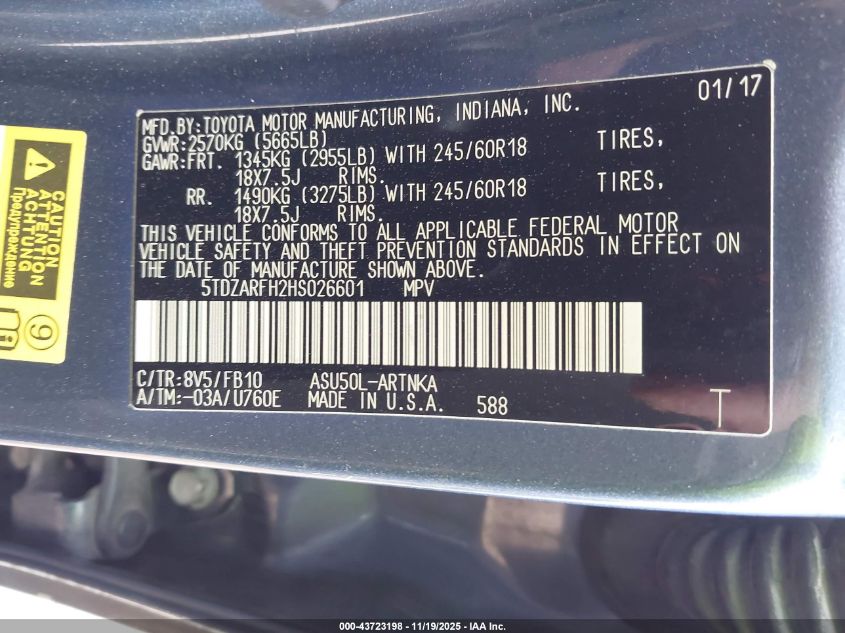 01/17
MFD.BY:TOYOTA MOTOR MANUFACTURING, INDIANA, INC.
GVWR:2570KG (5665LB)
GAWR:FRT. 1345KG (2955LB) WITH 245/60R18 TIRES,
18X7.5J RIMS.
RR. 1490KG (3275LB) WITH 245/60R18 TIRES,
18X7.5J RIMS.
THIS VEHICLE CONFORMS TO ALL APPLICABLE FEDERAL MOTOR
VEHICLE SAFETY AND THEFT PREVENTION STANDARDS IN EFFECT ON
THE DATE OF MANUFACTURE SHOWN ABOVE.
5TDZARFH2HS026601 MPV
C/TR:8V5/FB10 ASU50L-ARTNKA
A/TM:-03A/U760E MADE IN U.S.A. 588 T
CAUTION
ATTENTION
ACHTUNG
Предупреждение
9
000-43723198 - 11/19/2025 - IAA Inc.